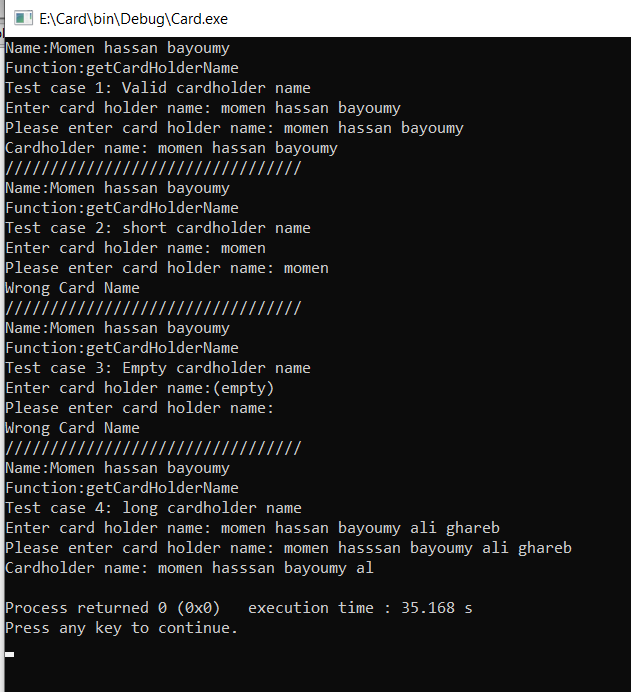 E:\Card\bin\Debug\Card.exe
Name:Momen hassan bayoumy
Function:getCardHolderName
Test case 1: Valid cardholder name
Enter card holder name: momen hassan bayoumy
Please enter card holder name: momen hassan bayoumy
Cardholder name: momen hassan bayoumy
/////////////////////////////////
Name:Momen hassan bayoumy
Function:getCardHolderName
Test case 2: short cardholder name
Enter card holder name: momen
Please enter card holder name: momen
Wrong Card Name
/////////////////////////////////
Name:Momen hassan bayoumy
Function:getCardHolderName
Test case 3: Empty cardholder name
Enter card holder name:(empty)
Please enter card holder name:
Wrong Card Name
/////////////////////////////////
Name:Momen hassan bayoumy
Function:getCardHolderName
Test case 4: long cardholder name
Enter card holder name: momen hassan bayoumy ali ghareb
Please enter card holder name: momen hasssan bayoumy ali ghareb
Cardholder name: momen hasssan bayoumy al
Process returned 0 (0x0)   execution time : 35.168 s
Press any key to continue.